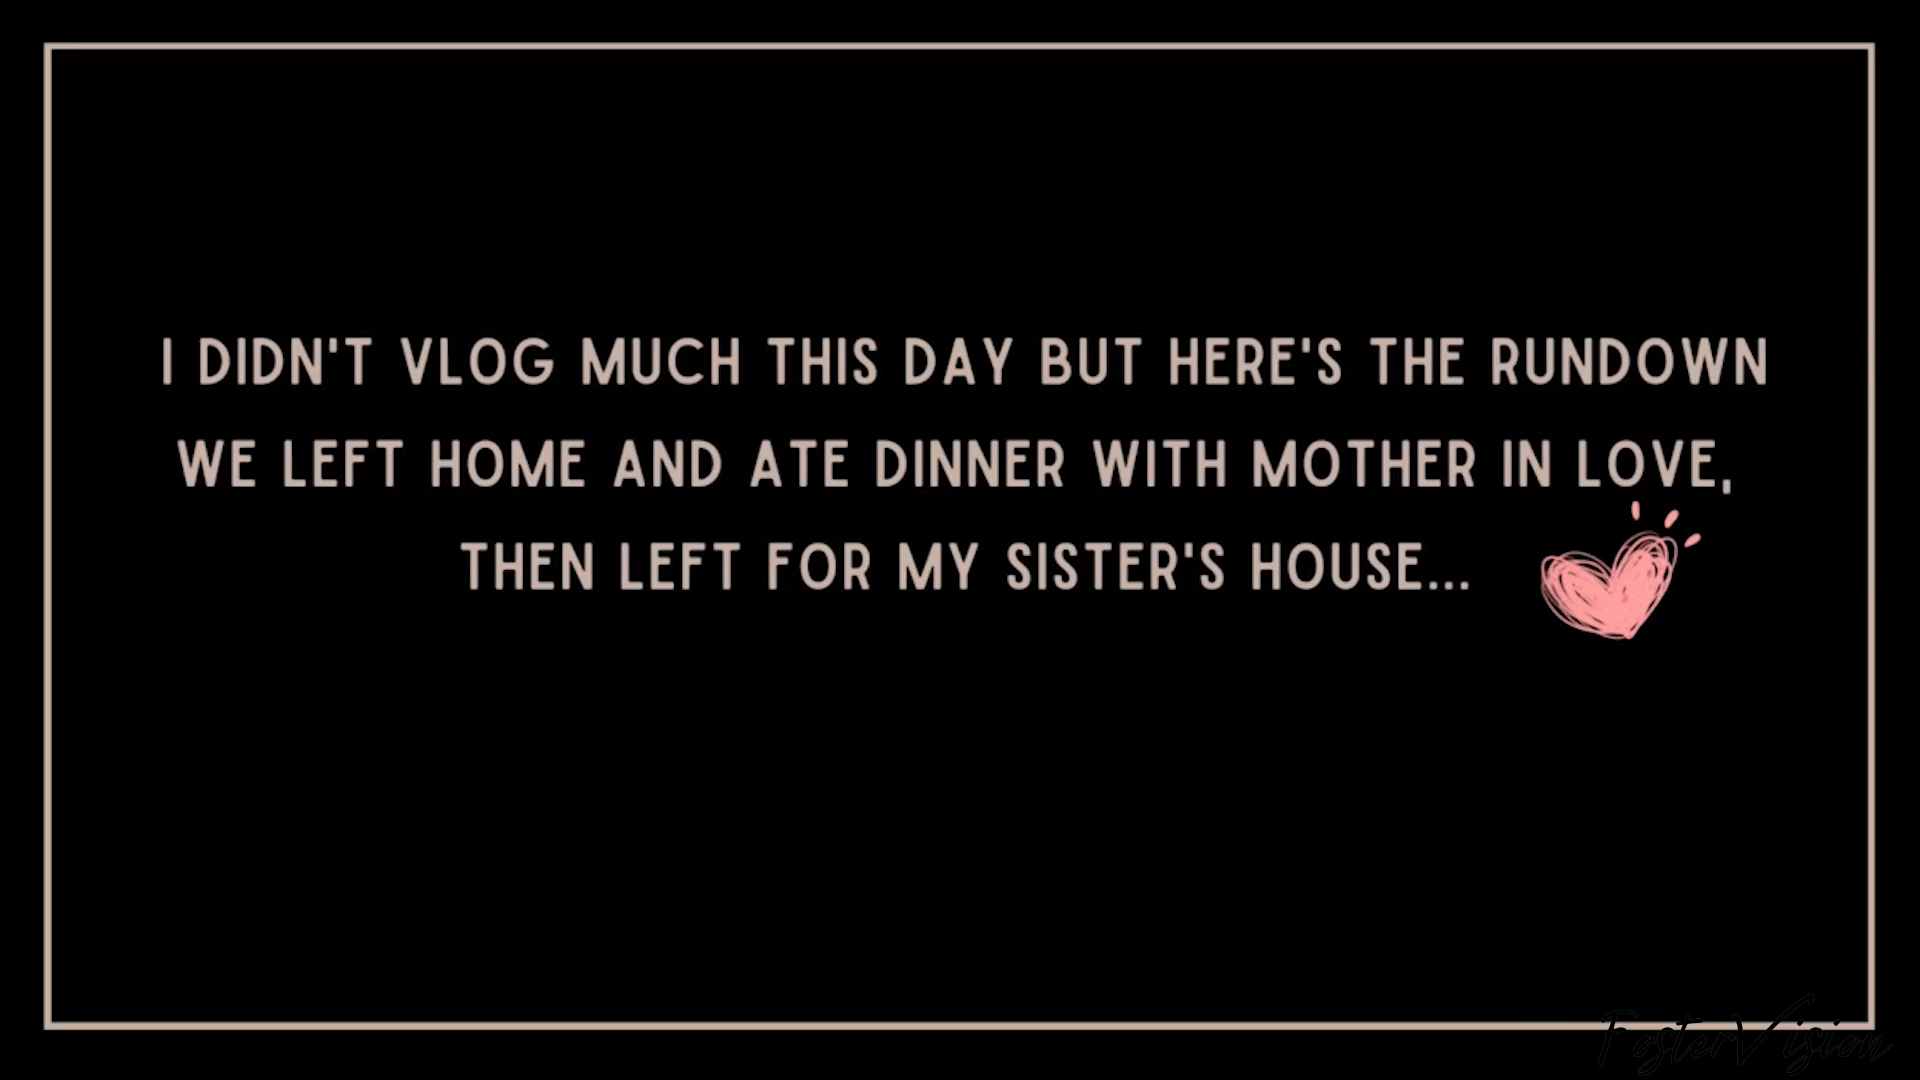 I DIDN'T VLOG MUCH THIS DAY BUT HERE'S THE RUNDOWN
WE LEFT HOME AND ATE DINNER WITH MOTHER IN LOVE,
THEN LEFT FOR MY SISTER'S HOUSE...
FosterVision